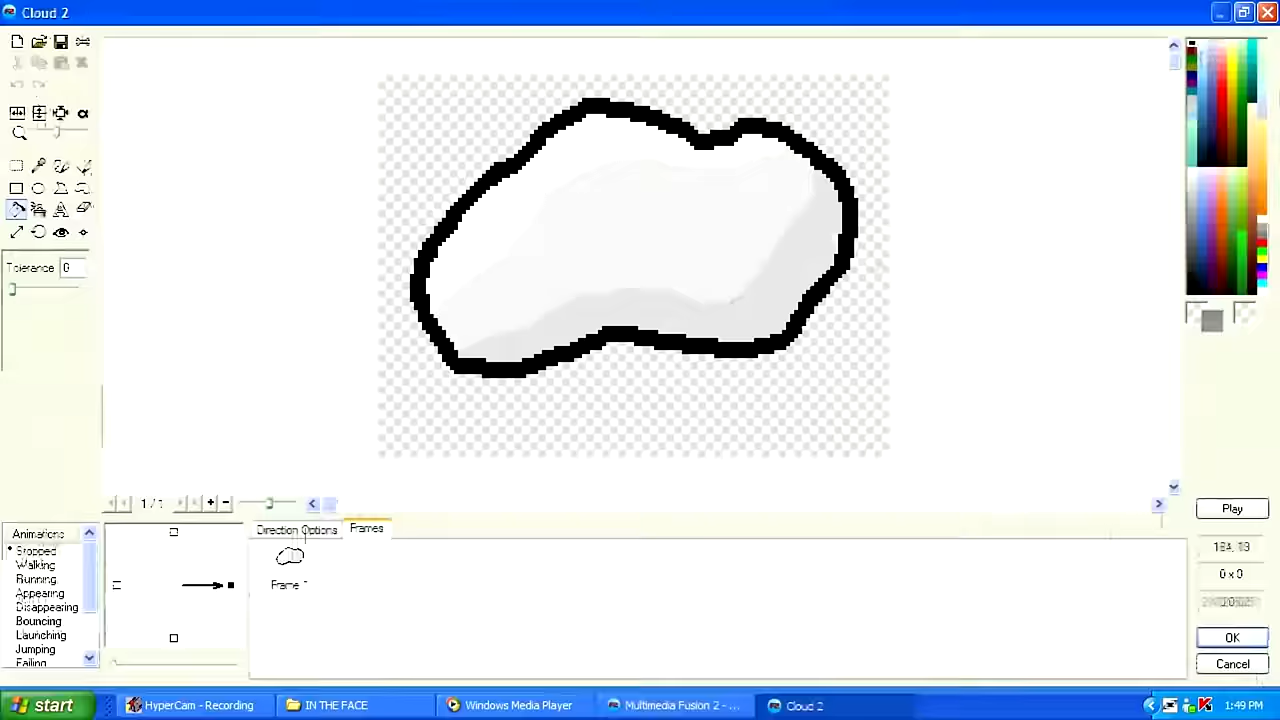 Cloud 2
Tolerance
1 / 1
Play
Direction Options
Frames
Animations
Stopped
Walking
Running
Appearing
Disappearing
Bouncing
Launching
Jumping
Falling
Frame
0 x 0
OK
Cancel
start
HyperCam - Recording
IN THE FACE
Windows Media Player
Multimedia Fusion 2 - ...
Cloud 2
1:49 PM